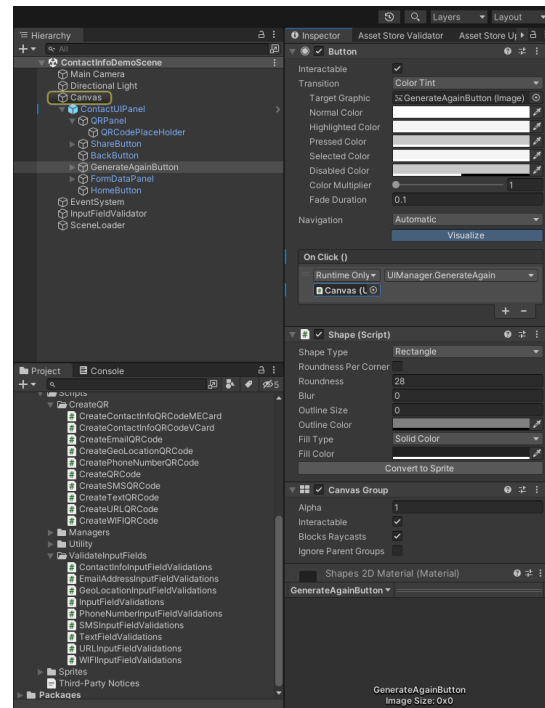 Layers
Layout
Hierarchy
All
ContactInfoDemoScene
Main Camera
Directional Light
Canvas
ContactUIPanel
QRPanel
QRCodePlaceHolder
ShareButton
BackButton
GenerateAgainButton
FormDataPanel
HomeButton
EventSystem
InputFieldValidator
SceneLoader
Project
Console
5
Scripts
CreateQR
CreateContactInfoQRCodeMECard
CreateContactInfoQRCodeVCard
CreateEmailQRCode
CreateGeoLocationQRCode
CreatePhoneNumberQRCode
CreateQRCode
CreateSMSQRCode
CreateTextQRCode
CreateURLQRCode
CreateWIFIQRCode
Managers
Utility
ValidateInputFields
ContactInfoInputFieldValidations
EmailAddressInputFieldValidations
GeoLocationInputFieldValidations
InputFieldValidations
PhoneNumberInputFieldValidations
SMSInputFieldValidations
TextFieldValidations
URLInputFieldValidations
WIFIInputFieldValidations
Sprites
Third-Party Notices
Packages
Inspector Asset Store Validator Asset Store Up
Button
Interactable
Transition Color Tint
Target Graphic GenerateAgainButton (Image)
Normal Color
Highlighted Color
Pressed Color
Selected Color
Disabled Color
Color Multiplier 1
Fade Duration 0.1
Navigation Automatic
Visualize
On Click ()
Runtime Only UIManager.GenerateAgain
Canvas (U
Shape (Script)
Shape Type Rectangle
Roundness Per Corner
Roundness 28
Blur 0
Outline Size 0
Outline Color
Fill Type Solid Color
Fill Color
Convert to Sprite
Canvas Group
Alpha 1
Interactable
Blocks Raycasts
Ignore Parent Groups
Shapes 2D Material (Material)
GenerateAgainButton
GenerateAgainButton
Image Size: 0x0